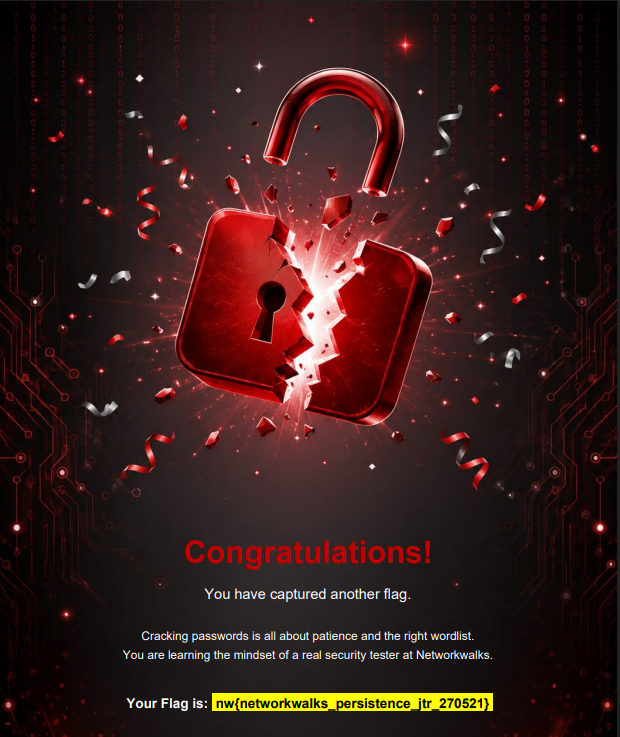 Congratulations!
You have captured another flag.
Cracking passwords is all about patience and the right wordlist.
You are learning the mindset of a real security tester at Networkwalks.
Your Flag is: nw{networkwalks_persistence_jtr_270521}